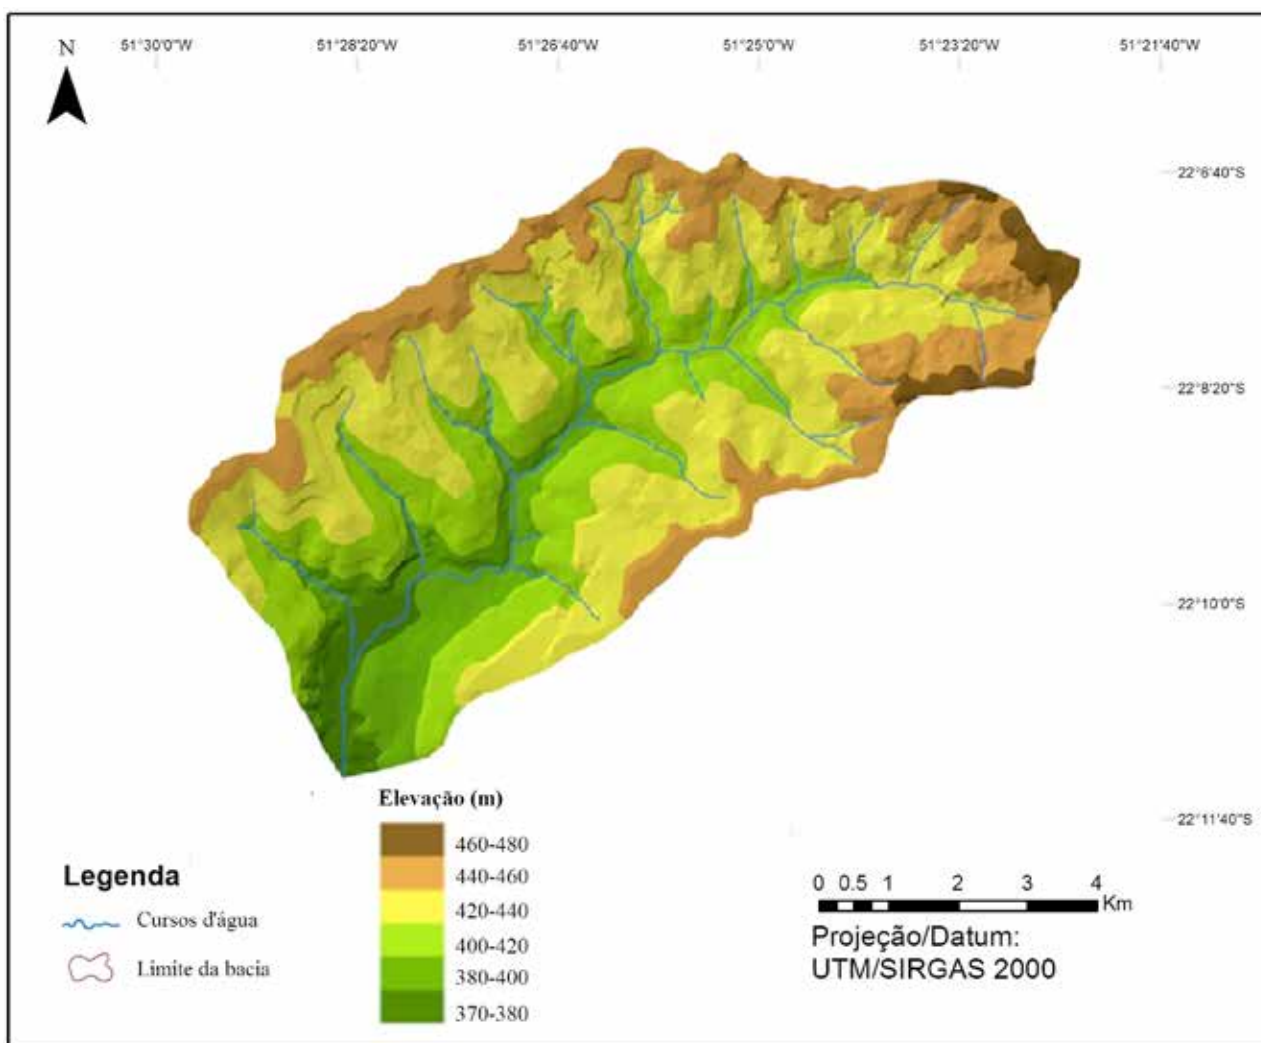 N
51°30'0"W 51°28'20"W 51°26'40"W 51°25'0"W 51°23'20"W 51°21'40"W
22°6'40"S
22°8'20"S
22°10'0"S
22°11'40"S
Elevação (m)
460-480
440-460
420-440
400-420
380-400
370-380
Legenda
Cursos d'água
Limite da bacia
0 0.5 1 2 3 4
Km
Projeção/Datum:
UTM/SIRGAS 2000